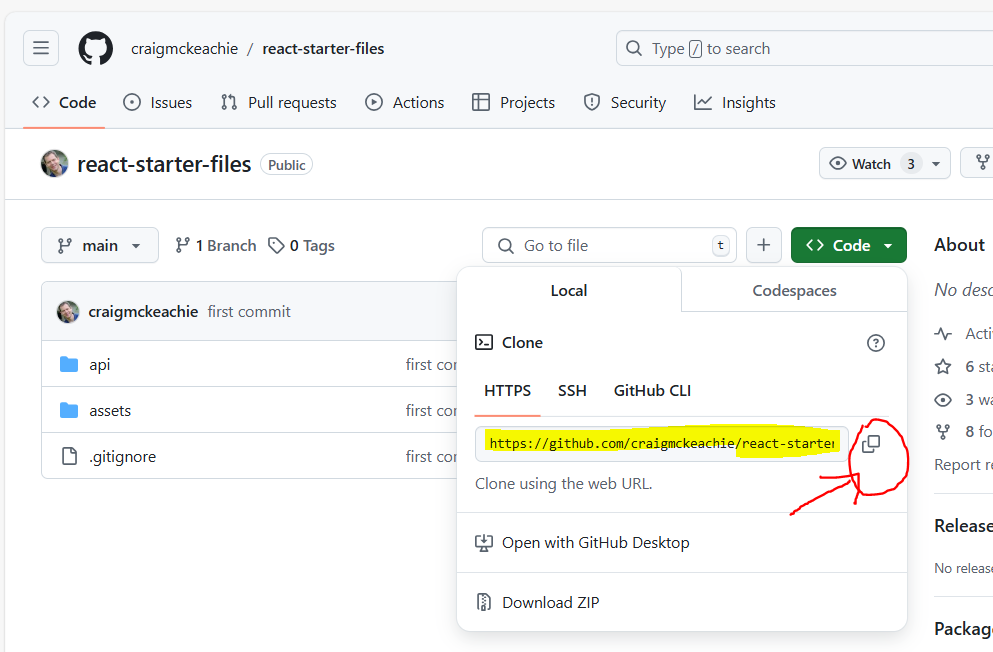 craigmckeachie / react-starter-files
Type / to search
Code Issues Pull requests Actions Projects Security Insights
react-starter-files Public
Watch 3
main 1 Branch 0 Tags
Go to file t
Code
About
craigmckeachie first commit
Local Codespaces
No desc
Clone
api first com
6 sta
HTTPS SSH GitHub CLI
3 wa
assets first com
8 fo
https://github.com/craigmckeachie/react-starter
.gitignore first com
Report re
Clone using the web URL.
Release
Open with GitHub Desktop
No release
Download ZIP
Packag